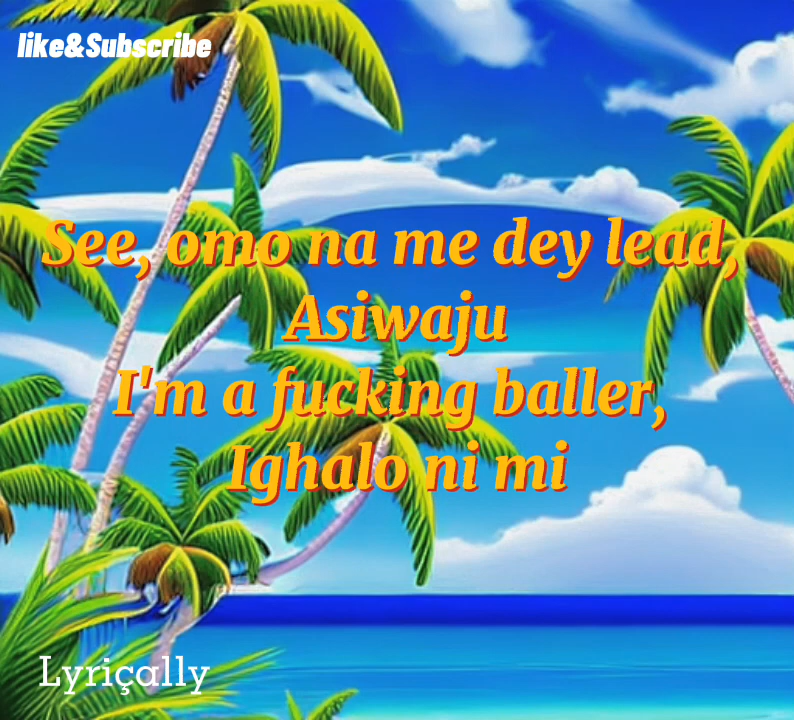 like&Subscribe
See, omo na me dey lead,
Asiwaju
I'm a fucking baller,
Ighalo ni mi
Lyriçally